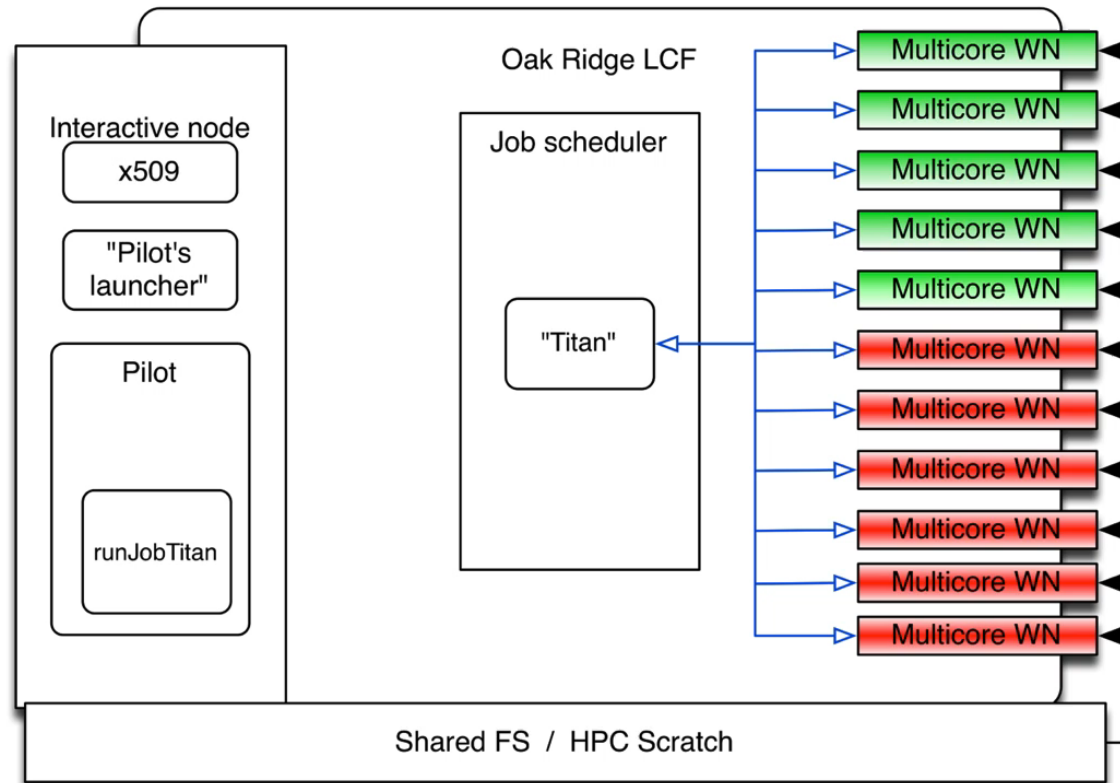 Oak Ridge LCF
Interactive node
x509
"Pilot's
launcher"
Pilot
runJobTitan
Job scheduler
"Titan"
Multicore WN
Multicore WN
Multicore WN
Multicore WN
Multicore WN
Multicore WN
Multicore WN
Multicore WN
Multicore WN
Multicore WN
Multicore WN
Shared FS / HPC Scratch